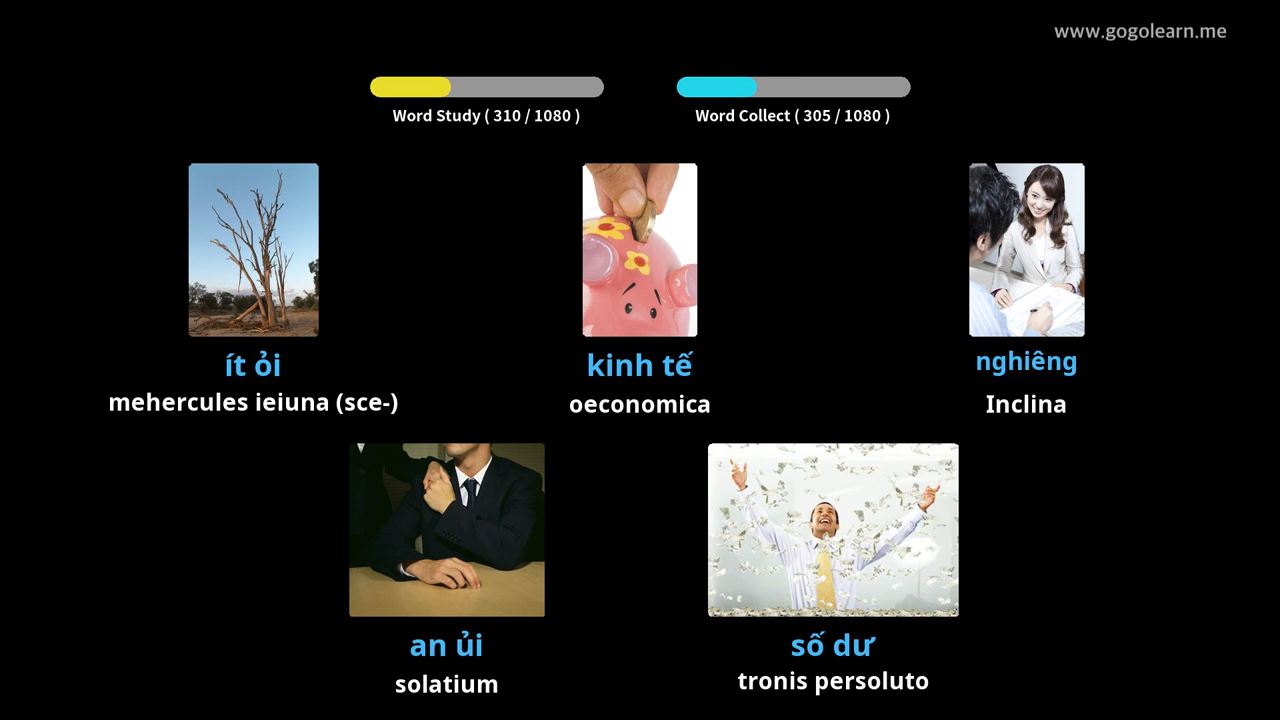 www.gogolearn.me
Word Study ( 310 / 1080 )
Word Collect ( 305 / 1080 )
ít ỏi
mehercules ieiuna (sce-)
kinh tế
oeconomica
nghiêng
Inclina
an ủi
solatium
số dư
tronis persoluto